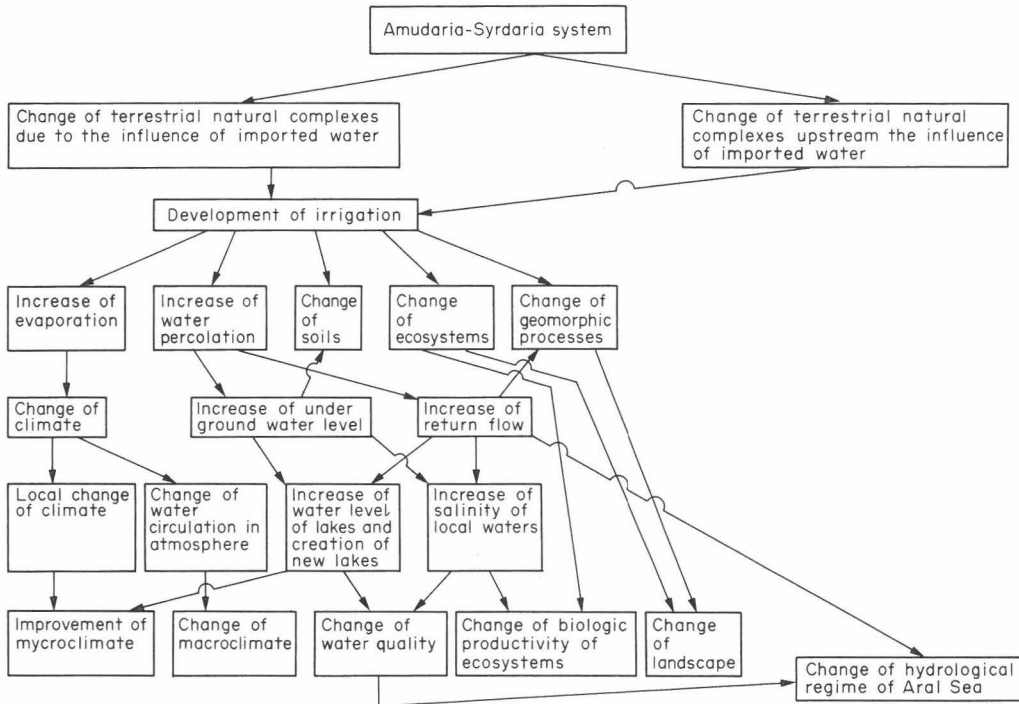 Amudaria-Syrdaria system
Change of terrestrial natural complexes
due to the influence of imported water
Change of terrestrial natural
complexes upstream the influence
of imported water
Development of irrigation
Increase of
evaporation
Increase of
water
percolation
Change
of
soils
Change
of
ecosystems
Change of
geomorphic
processes
Change of
climate
Increase of under
ground water level
Increase of
return flow
Local change
of climate
Change of
water
circulation in
atmosphere
Increase of
water level
of lakes and
creation of
new lakes
Increase of
salinity of
local waters
Improvement of
mycroclimate
Change of
macroclimate
Change of
water quality
Change of biologic
productivity of
ecosystems
Change
of
landscape
Change of hydrological
regime of Aral Sea